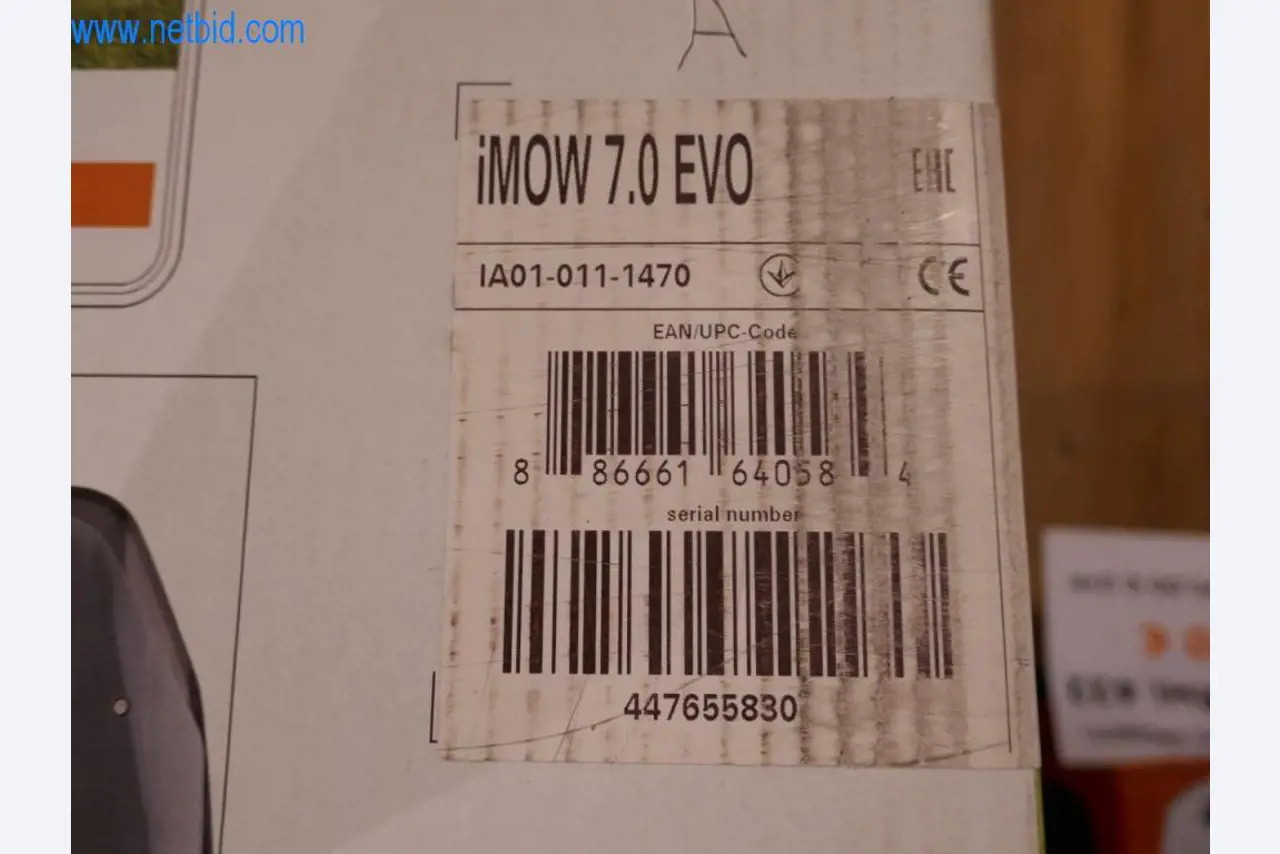 www.netbid.com
iMOW 7.0 EVO
EAC
IA01-011-1470
CE
EAN/UPC-Code
8 86661 64058 4
serial number
447655830